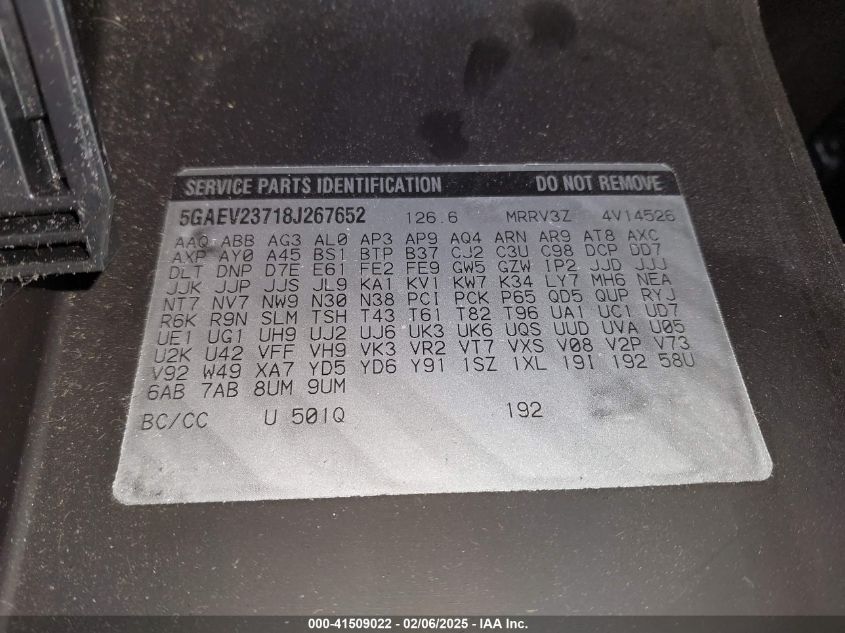 SERVICE PARTS IDENTIFICATION DO NOT REMOVE
5GAEV23718J267652 126.6 MRRV3Z 4V14526
AAQ ABB AG3 AL0 AP3 AP9 AQ4 ARN AR9 AT8 AXC
AXP AY0 A45 BS1 BTP B37 CJ2 C3U C98 DCP DD7
DLT DNP D7E E61 FE2 FE9 GW5 GZW IP2 JJD JJJ
JJK JJP JJS JL9 KA1 KV1 KW7 K34 LY7 MH6 NEA
NT7 NV7 NW9 N30 N38 PCI PCK P65 QD5 QUP RYJ
R6K R9N SLM TSH T43 T61 T82 T96 UA1 UC1 UD7
UE1 UG1 UH9 UJ2 UJ6 UK3 UK6 UQS UUD UVA U05
U2K U42 VFF VH9 VK3 VR2 VT7 VXS V08 V2P V73
V92 W49 XA7 YD5 YD6 Y91 1SZ 1XL 19I 192 58U
6AB 7AB 8UM 9UM
BC/CC U 501Q 192
000-41509022 - 02/06/2025 - IAA Inc.